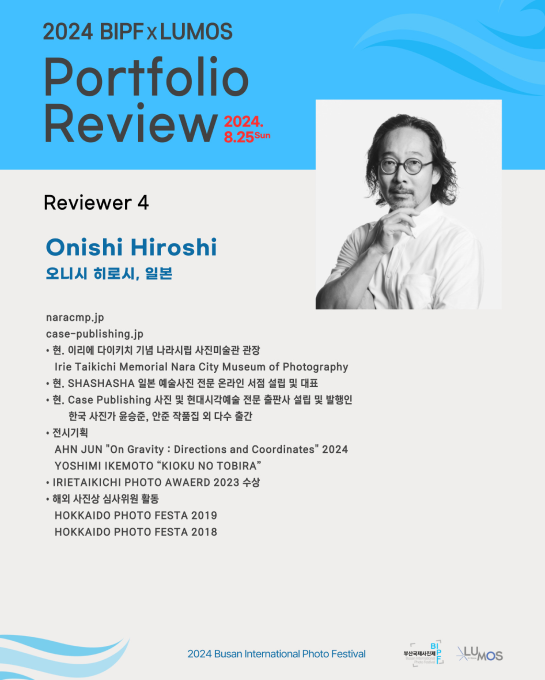 2024 BIPF x LUMOS
Portfolio
Review 2024.
8.25Sun
Reviewer 4
Onishi Hiroshi
오니시 히로시, 일본
naracmp.jp
case-publishing.jp
• 현. 이리에 다이키치 기념 나라시립 사진미술관 관장
Irie Taikichi Memorial Nara City Museum of Photography
• 현. SHASHASHA 일본 예술사진 전문 온라인 서점 설립 및 대표
• 현. Case Publishing 사진 및 현대시각예술 전문 출판사 설립 및 발행인
한국 사진가 윤승준, 안준 작품집 외 다수 출간
• 전시기획
AHN JUN "On Gravity : Directions and Coordinates" 2024
YOSHIMI IKEMOTO “KIOKU NO TOBIRA”
• IRIETAIKICHI PHOTO AWAERD 2023 수상
• 해외 사진상 심사위원 활동
HOKKAIDO PHOTO FESTA 2019
HOKKAIDO PHOTO FESTA 2018
2024 Busan International Photo Festival
부산국제사진제
BIPF
LUMOS